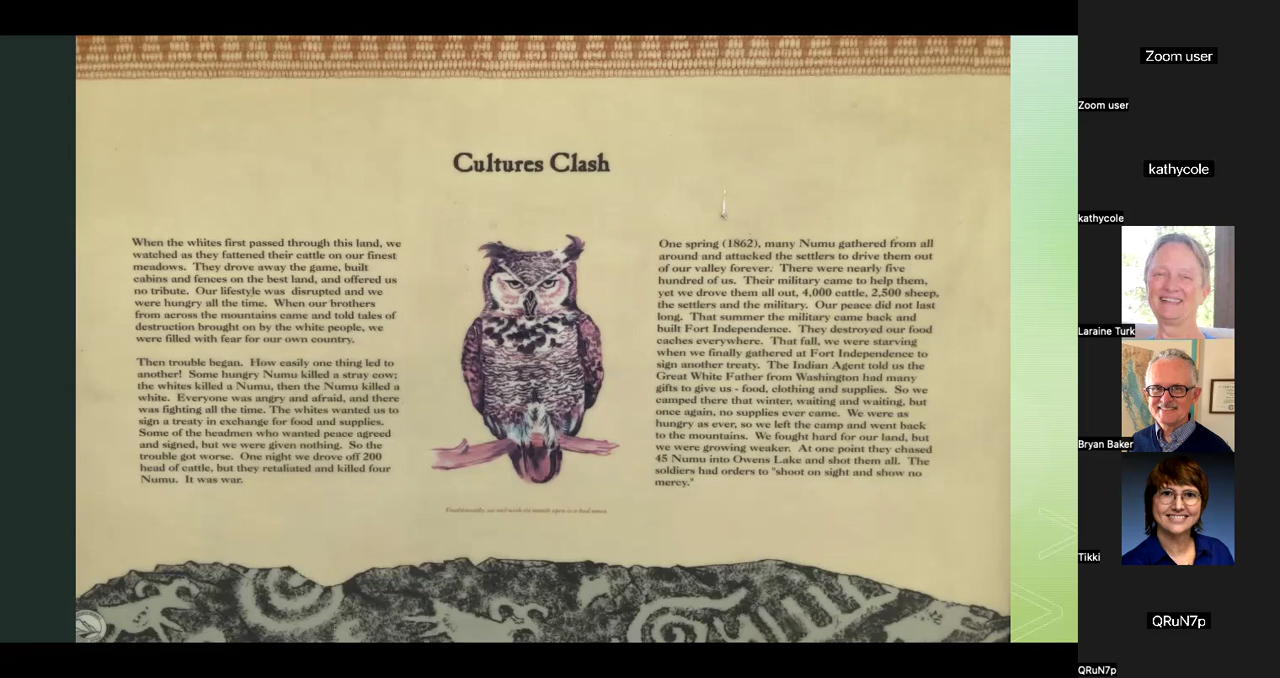 Cultures Clash
When the whites first passed through this land, we
watched as they fattened their cattle on our finest
meadows. They drove away the game, built
cabins and fences on the best land, and offered us
no tribute. Our lifestyle was disrupted and we
were hungry all the time. When our brothers
from across the mountains came and told tales of
destruction brought on by the white people, we
were filled with fear for our own country.
Then trouble began. How easily one thing led to
another! Some hungry Numu killed a stray cow;
the whites killed a Numu, then the Numu killed a
white. Everyone was angry and afraid, and there
was fighting all the time. The whites wanted us to
sign a treaty in exchange for food and supplies.
Some of the headmen who wanted peace agreed
and signed, but we were given nothing. So the
trouble got worse. One night we drove off 200
head of cattle, but they retaliated and killed four
Numu. It was war.
One spring (1862), many Numu gathered from all
around and attacked the settlers to drive them out
of our valley forever. There were nearly five
hundred of us. Their military came to help them,
yet we drove them all out, 4,000 cattle, 2,500 sheep,
the settlers and the military. Our peace did not last
long. That summer the military came back and
built Fort Independence. They destroyed our food
caches everywhere. That fall, we were starving
when we finally gathered at Fort Independence to
sign another treaty. The Indian Agent told us the
Great White Father from Washington had many
gifts to give us - food, clothing and supplies. So we
camped there that winter, waiting and waiting, but
once again, no supplies ever came. We were as
hungry as ever, so we left the camp and went back
to the mountains. We fought hard for our land, but
we were growing weaker. At one point they chased
45 Numu into Owens Lake and shot them all. The
soldiers had orders to "shoot on sight and show no
mercy."
Traditionally, an owl with its mouth open is a bad omen.
Zoom user
Zoom user
kathycole
kathycole
Laraine Turk
Bryan Baker
Tikki
QRuN7p
QRuN7p